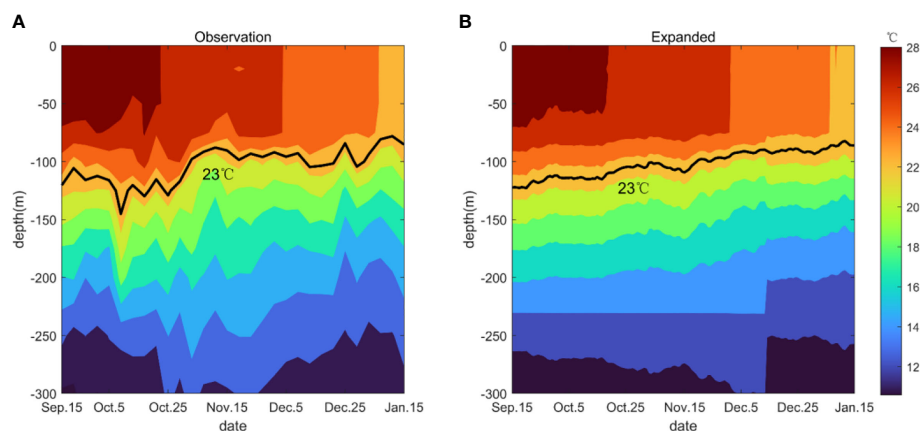 A
Observation
0
-50
-100
-150
-200
-250
-300
depth(m)
23℃
Sep.15 Oct.5 Oct.25 Nov.15 Dec.5 Dec.25 Jan.15
date
B
Expanded
0
-50
-100
-150
-200
-250
-300
depth(m)
23℃
Sep.15 Oct.5 Oct.25 Nov.15 Dec.5 Dec.25 Jan.15
date
℃
28
26
24
22
20
18
16
14
12